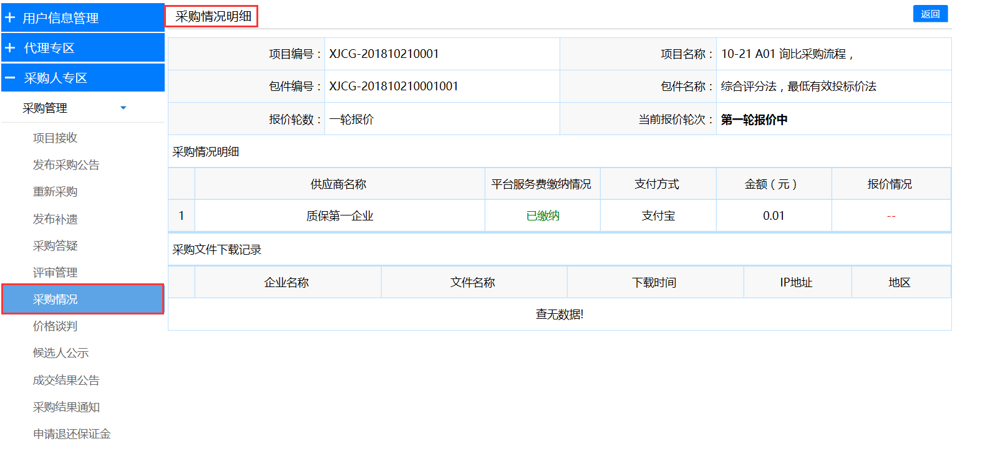 用户信息管理
代理专区
采购人专区
采购管理
项目接收
发布采购公告
重新采购
发布补遗
采购答疑
评审管理
采购情况
价格谈判
候选人公示
成交结果公告
采购结果通知
申请退还保证金
采购情况明细
返回
项目编号： XJCG-201810210001 项目名称： 10-21 A01 询比采购流程，
包件编号： XJCG-201810210001001 包件名称： 综合评分法，最低有效投标价法
报价轮数： 一轮报价 当前报价轮次： 第一轮报价中
采购情况明细
供应商名称 平台服务费缴纳情况 支付方式 金额（元） 报价情况
1 质保第一企业 已缴纳 支付宝 0.01 --
采购文件下载记录
企业名称 文件名称 下载时间 IP地址 地区
查无数据!